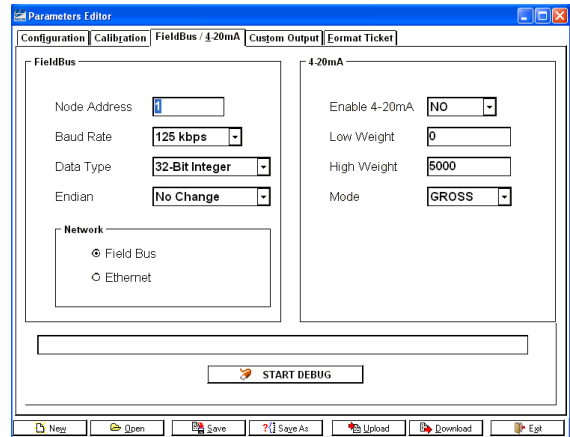 Parameters Editor
Configuration Calibration FieldBus / 4-20mA Custom Output Format Ticket
FieldBus
Node Address 1
Baud Rate 125 kbps
Data Type 32-Bit Integer
Endian No Change
Network
Field Bus
Ethernet
4-20mA
Enable 4-20mA NO
Low Weight 0
High Weight 5000
Mode GROSS
START DEBUG
New Open Save ?{} Save As Upload Download Exit